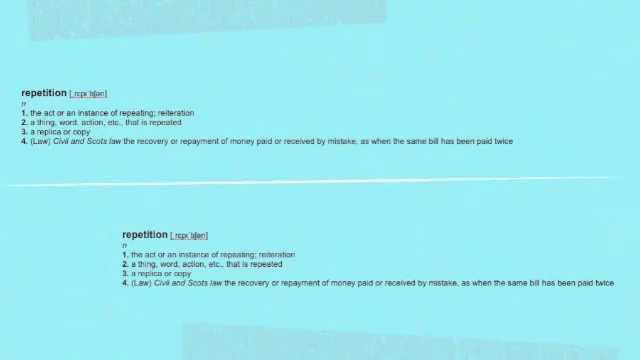 repetition [ˌrɛpɪˈtɪʃən]
n
1. the act or an instance of repeating; reiteration
2. a thing, word, action, etc., that is repeated
3. a replica or copy
4. (Law) Civil and Scots law the recovery or repayment of money paid or received by mistake, as when the same bill has been paid twice
repetition [ˌrɛpɪˈtɪʃən]
n
1. the act or an instance of repeating; reiteration
2. a thing, word, action, etc., that is repeated
3. a replica or copy
4. (Law) Civil and Scots law the recovery or repayment of money paid or received by mistake, as when the same bill has been paid twice